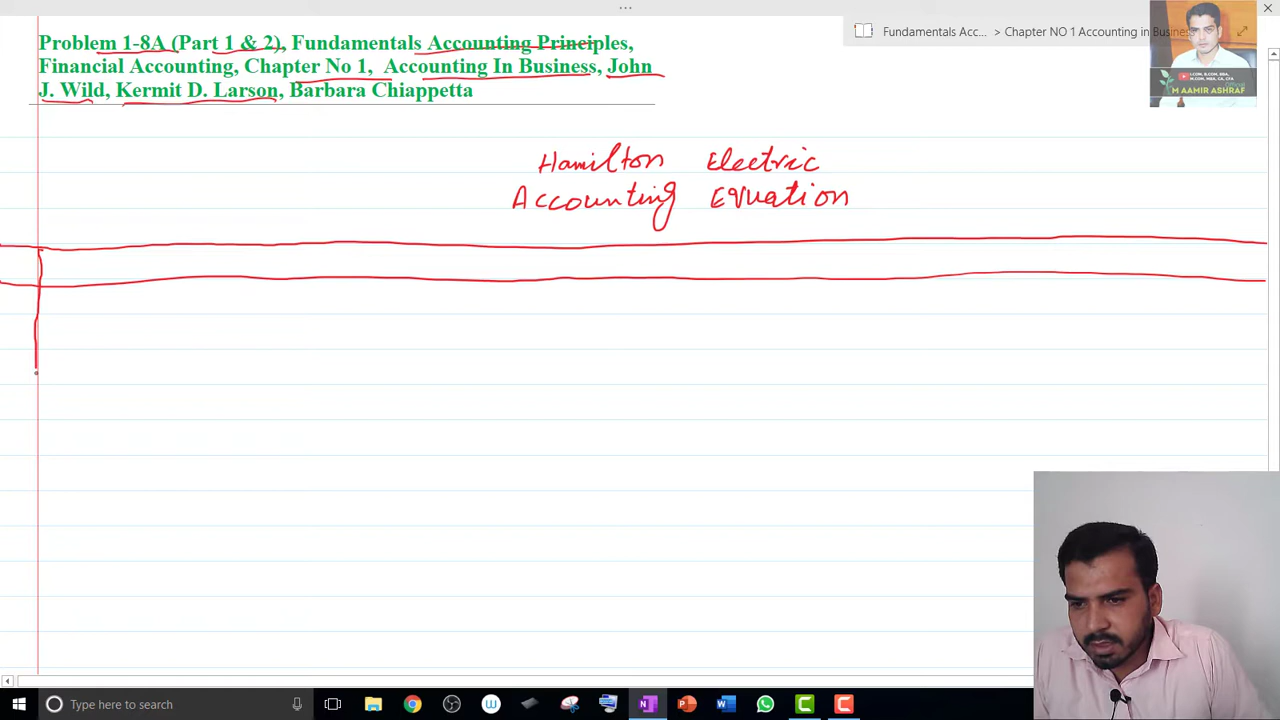 Fundamentals Acc... > Chapter NO 1 Accounting in Business
Problem 1-8A (Part 1 & 2), Fundamentals Accounting Principles,
Financial Accounting, Chapter No 1, Accounting In Business, John
J. Wild, Kermit D. Larson, Barbara Chiappetta
M AAMIR ASHRAF
Hamilton Electric
Accounting Equation
Type here to search